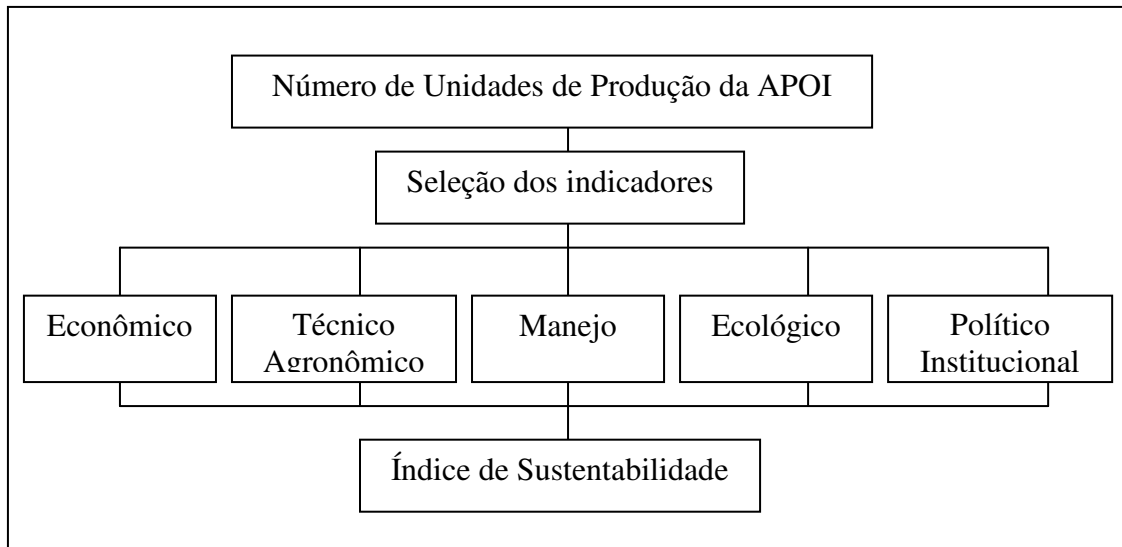 Número de Unidades de Produção da APOI
Seleção dos indicadores
Econômico
Técnico
Agronômico
Manejo
Ecológico
Político
Institucional
Índice de Sustentabilidade